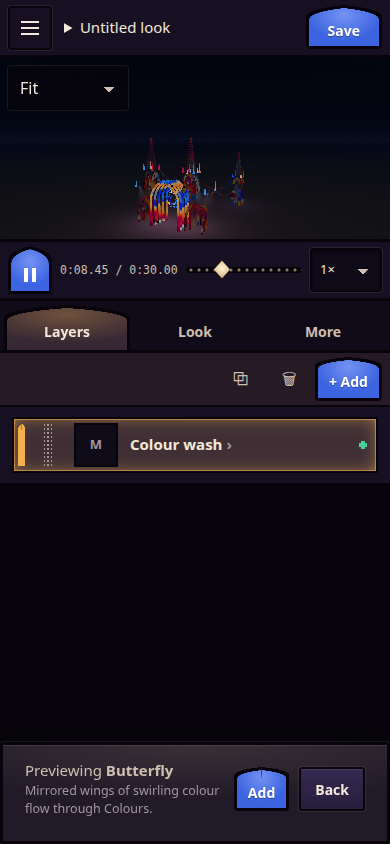 Untitled look
Save
Fit
0:08.45 / 0:30.00
1×
Layers
Look
More
+ Add
M
Colour wash ›
Previewing Butterfly
Mirrored wings of swirling colour
flow through Colours.
Add
Back